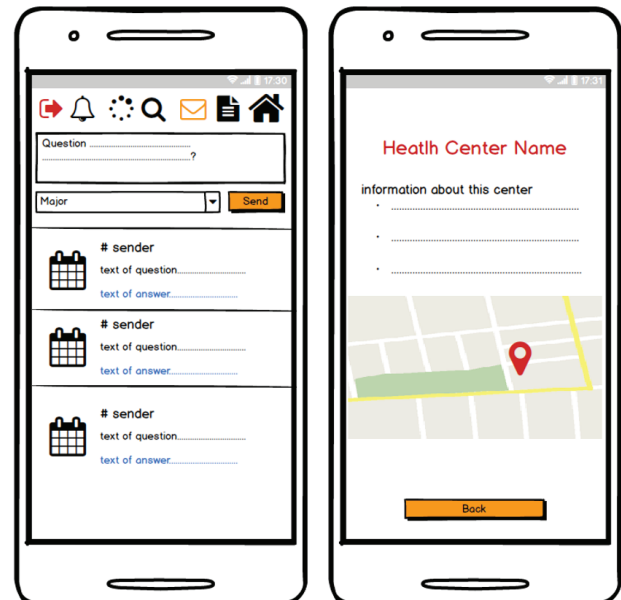 17:30
Question ..........................................
..............................................................?
Major
Send
# sender
text of question.............................
text of answer.............................
# sender
text of question.............................
text of answer.............................
# sender
text of question.............................
text of answer.............................
17:31
Heatlh Center Name
information about this center
• ..............................................................................
• ..............................................................................
• ..............................................................................
Back